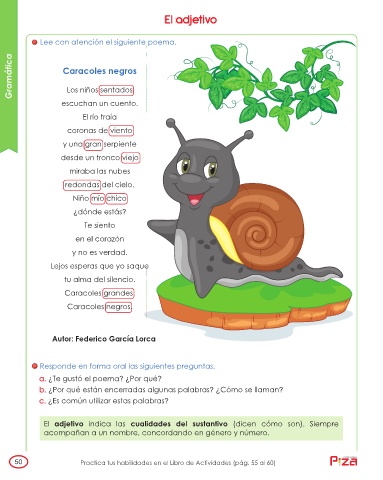 El adjetivo
Gramática
Lee con atención el siguiente poema.
Caracoles negros
Los niños sentados
escuchan un cuento.
El río traía
coronas de viento
y una gran serpiente
desde un tronco viejo
miraba las nubes
redondas del cielo.
Niño mío chico
¿dónde estás?
Te siento
en el corazón
y no es verdad.
Lejos esperas que yo saque
tu alma del silencio.
Caracoles grandes
Caracoles negros
Autor: Federico García Lorca
Responde en forma oral las siguientes preguntas.
a. ¿Te gustó el poema? ¿Por qué?
b. ¿Por qué están encerradas algunas palabras? ¿Cómo se llaman?
c. ¿Es común utilizar estas palabras?
El adjetivo indica las cualidades del sustantivo (dicen cómo son). Siempre
acompañan a un nombre, concordando en género y número.
50
Practica tus habilidades en el Libro de Actividades (pág. 55 al 60)